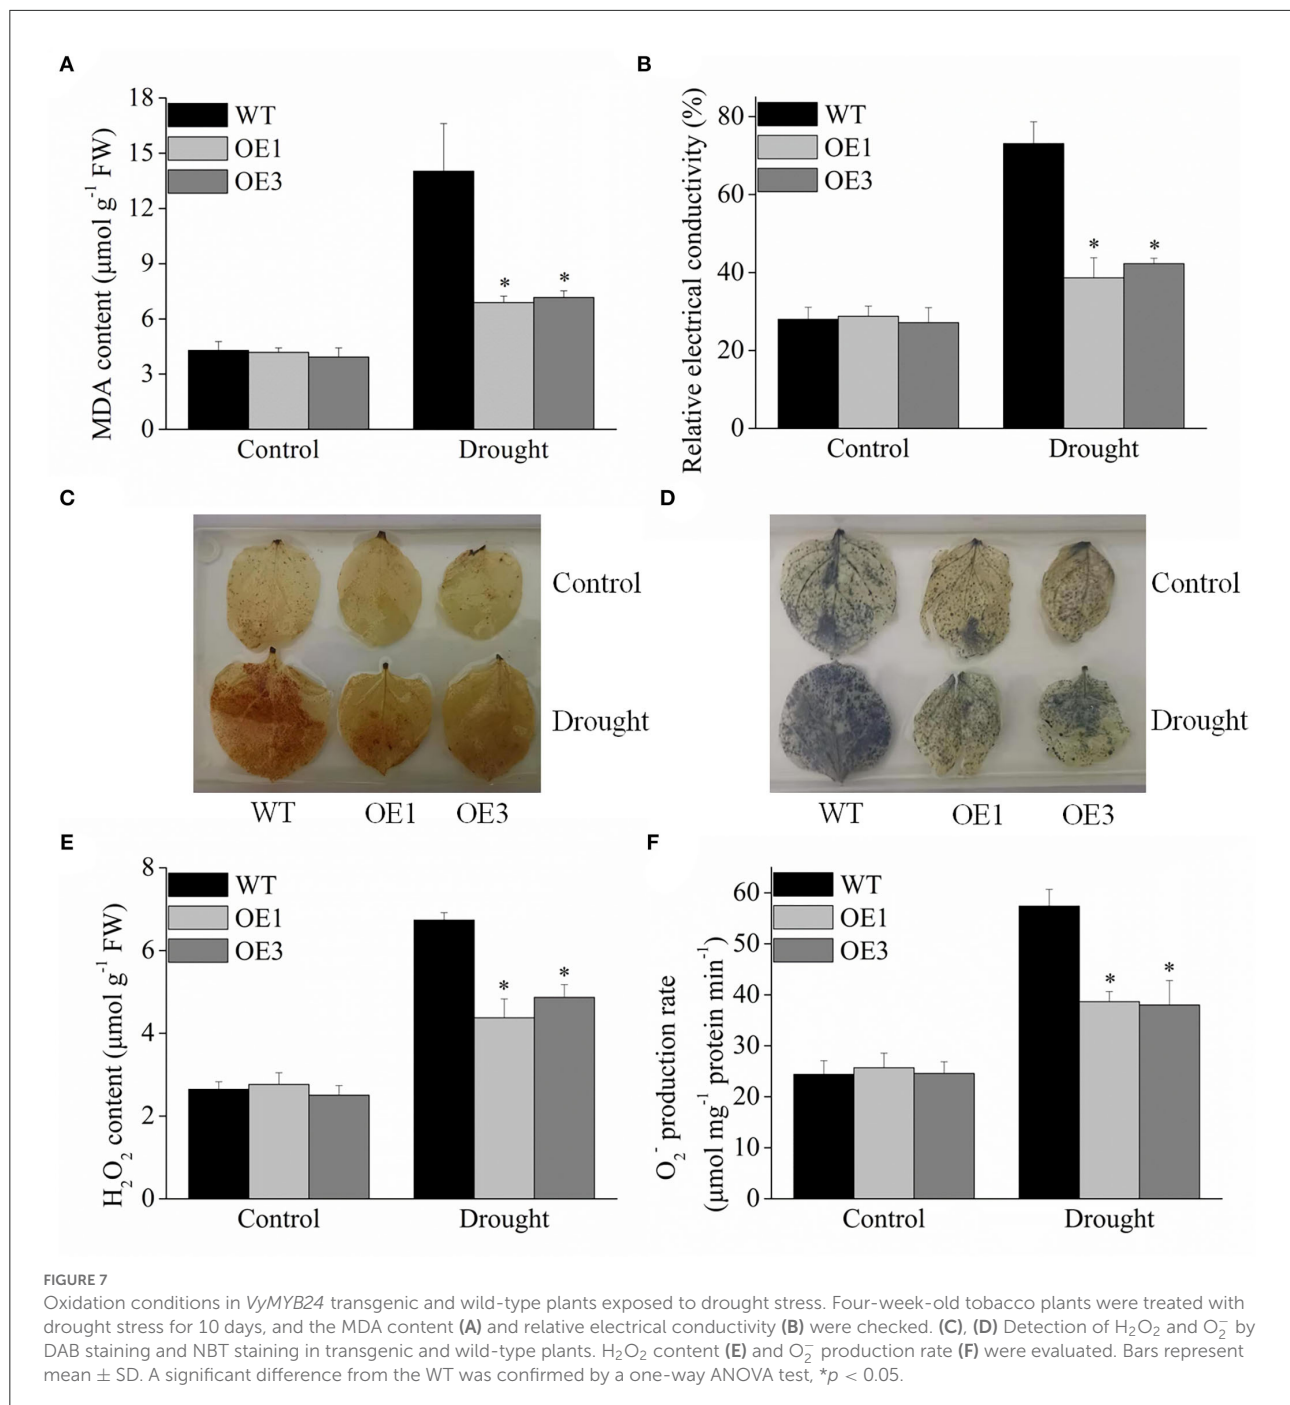 A
18
15
12
9
6
3
0
MDA content (μmol g⁻¹ FW)
WT
OE1
OE3
*
*
Control
Drought
B
80
60
40
20
0
Relative electrical conductivity (%)
WT
OE1
OE3
*
*
Control
Drought
C
Control
Drought
WT
OE1
OE3
D
Control
Drought
WT
OE1
OE3
E
8
6
4
2
0
H₂O₂ content (μmol g⁻¹ FW)
WT
OE1
OE3
*
*
Control
Drought
F
60
50
40
30
20
10
0
O₂⁻ production rate
(μmol mg⁻¹ protein min⁻¹)
WT
OE1
OE3
*
*
Control
Drought
FIGURE 7
Oxidation conditions in VyMYB24 transgenic and wild-type plants exposed to drought stress. Four-week-old tobacco plants were treated with
drought stress for 10 days, and the MDA content (A) and relative electrical conductivity (B) were checked. (C), (D) Detection of H₂O₂ and O₂⁻ by
DAB staining and NBT staining in transgenic and wild-type plants. H₂O₂ content (E) and O₂⁻ production rate (F) were evaluated. Bars represent
mean ± SD. A significant difference from the WT was confirmed by a one-way ANOVA test, *p < 0.05.